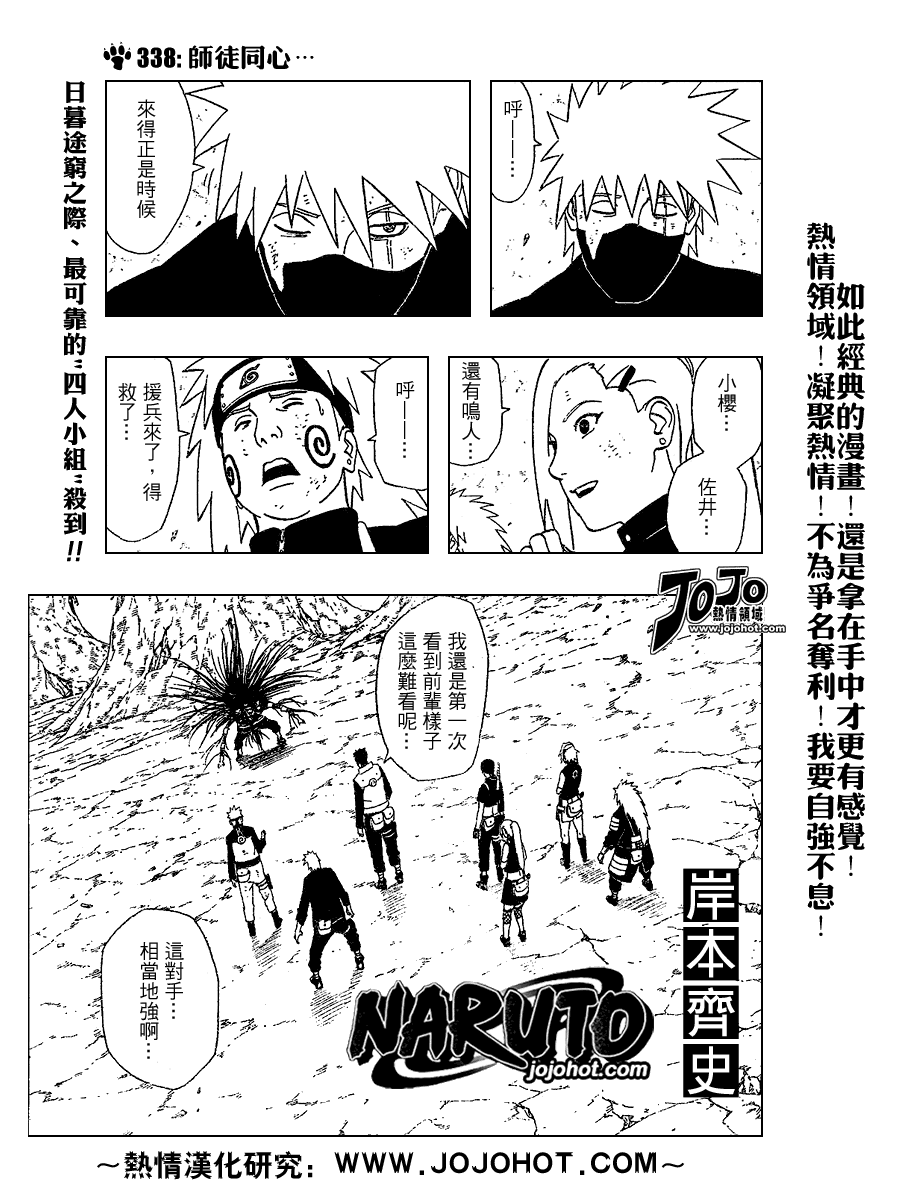 338: 師徒同心…
呼——…
來得正是時候
小櫻…
佐井…
還有鳴人…
呼——…
援兵來了，得
救了…
我還是第一次
看到前輩樣子
這麼難看呢…
這對手…
相當地強啊…
日暮途窮之際、最可靠的"四人小組"殺到!!
如此經典的漫畫！還是拿在手中才更有感覺！
熱情領域！凝聚熱情！不為爭名奪利！我要自強不息！
JOJO
熱情領域
www.jojohot.com
岸本齊史
NARUTO
jojohot.com
～熱情漢化研究：WWW.JOJOHOT.COM～